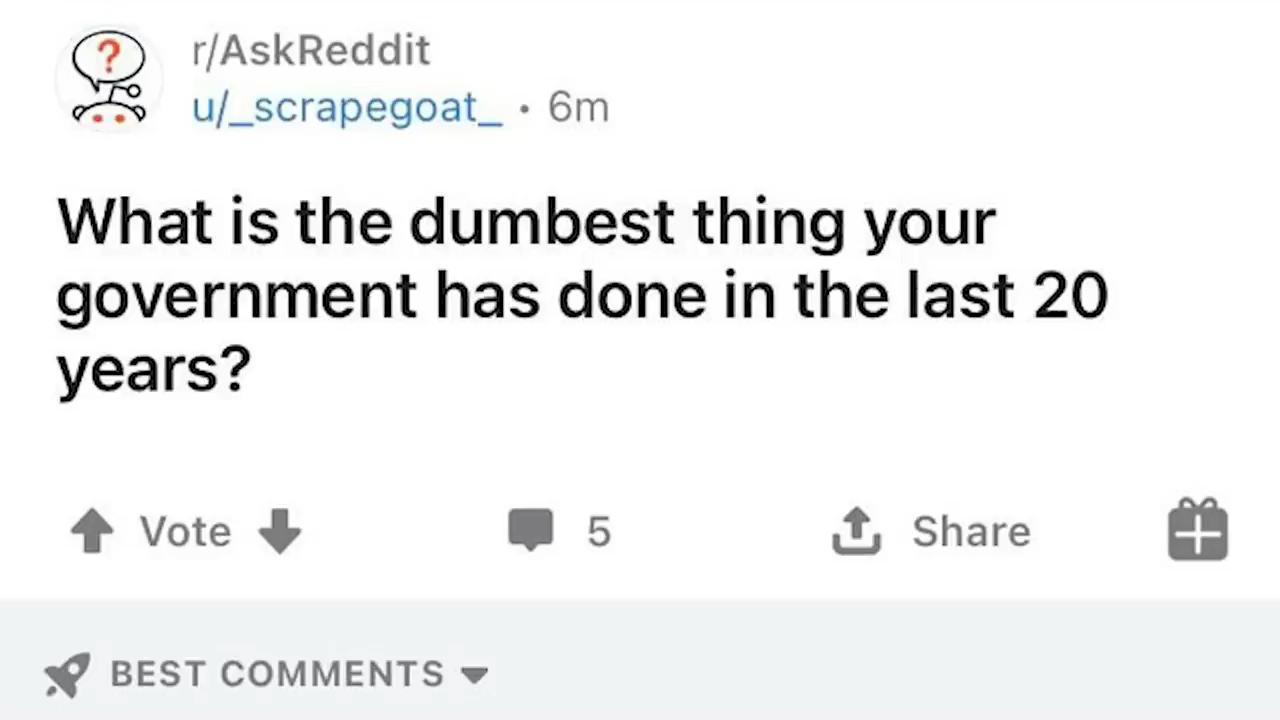 r/AskReddit
u/_scrapegoat_ • 6m
What is the dumbest thing your
government has done in the last 20
years?
Vote 5 Share
BEST COMMENTS